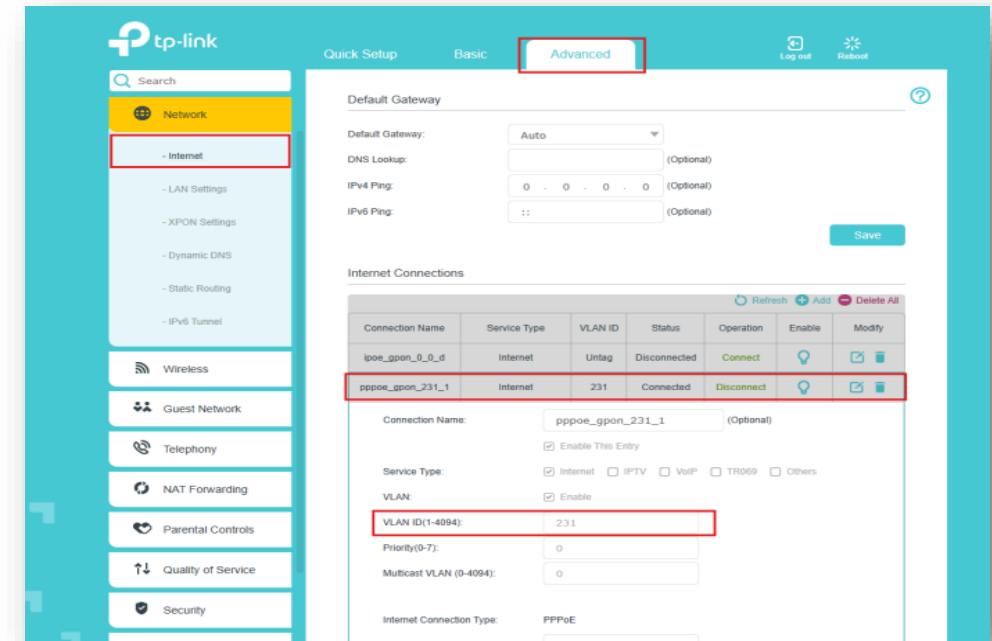 tp-link
Quick Setup Basic Advanced Log out Reboot
Search
Network
- Internet
- LAN Settings
- XPON Settings
- Dynamic DNS
- Static Routing
- IPv6 Tunnel
Wireless
Guest Network
Telephony
NAT Forwarding
Parental Controls
Quality of Service
Security
Default Gateway
?
Default Gateway: Auto
DNS Lookup: (Optional)
IPv4 Ping: 0 . 0 . 0 . 0 (Optional)
IPv6 Ping: :: (Optional)
Save
Internet Connections
Refresh Add Delete All
Connection Name Service Type VLAN ID Status Operation Enable Modify
ipoe_gpon_0_0_d Internet Untag Disconnected Connect
pppoe_gpon_231_1 Internet 231 Connected Disconnect
Connection Name: pppoe_gpon_231_1 (Optional)
Enable This Entry
Service Type: Internet IPTV VoIP TR069 Others
VLAN: Enable
VLAN ID(1-4094): 231
Priority(0-7): 0
Multicast VLAN (0-4094): 0
Internet Connection Type: PPPoE